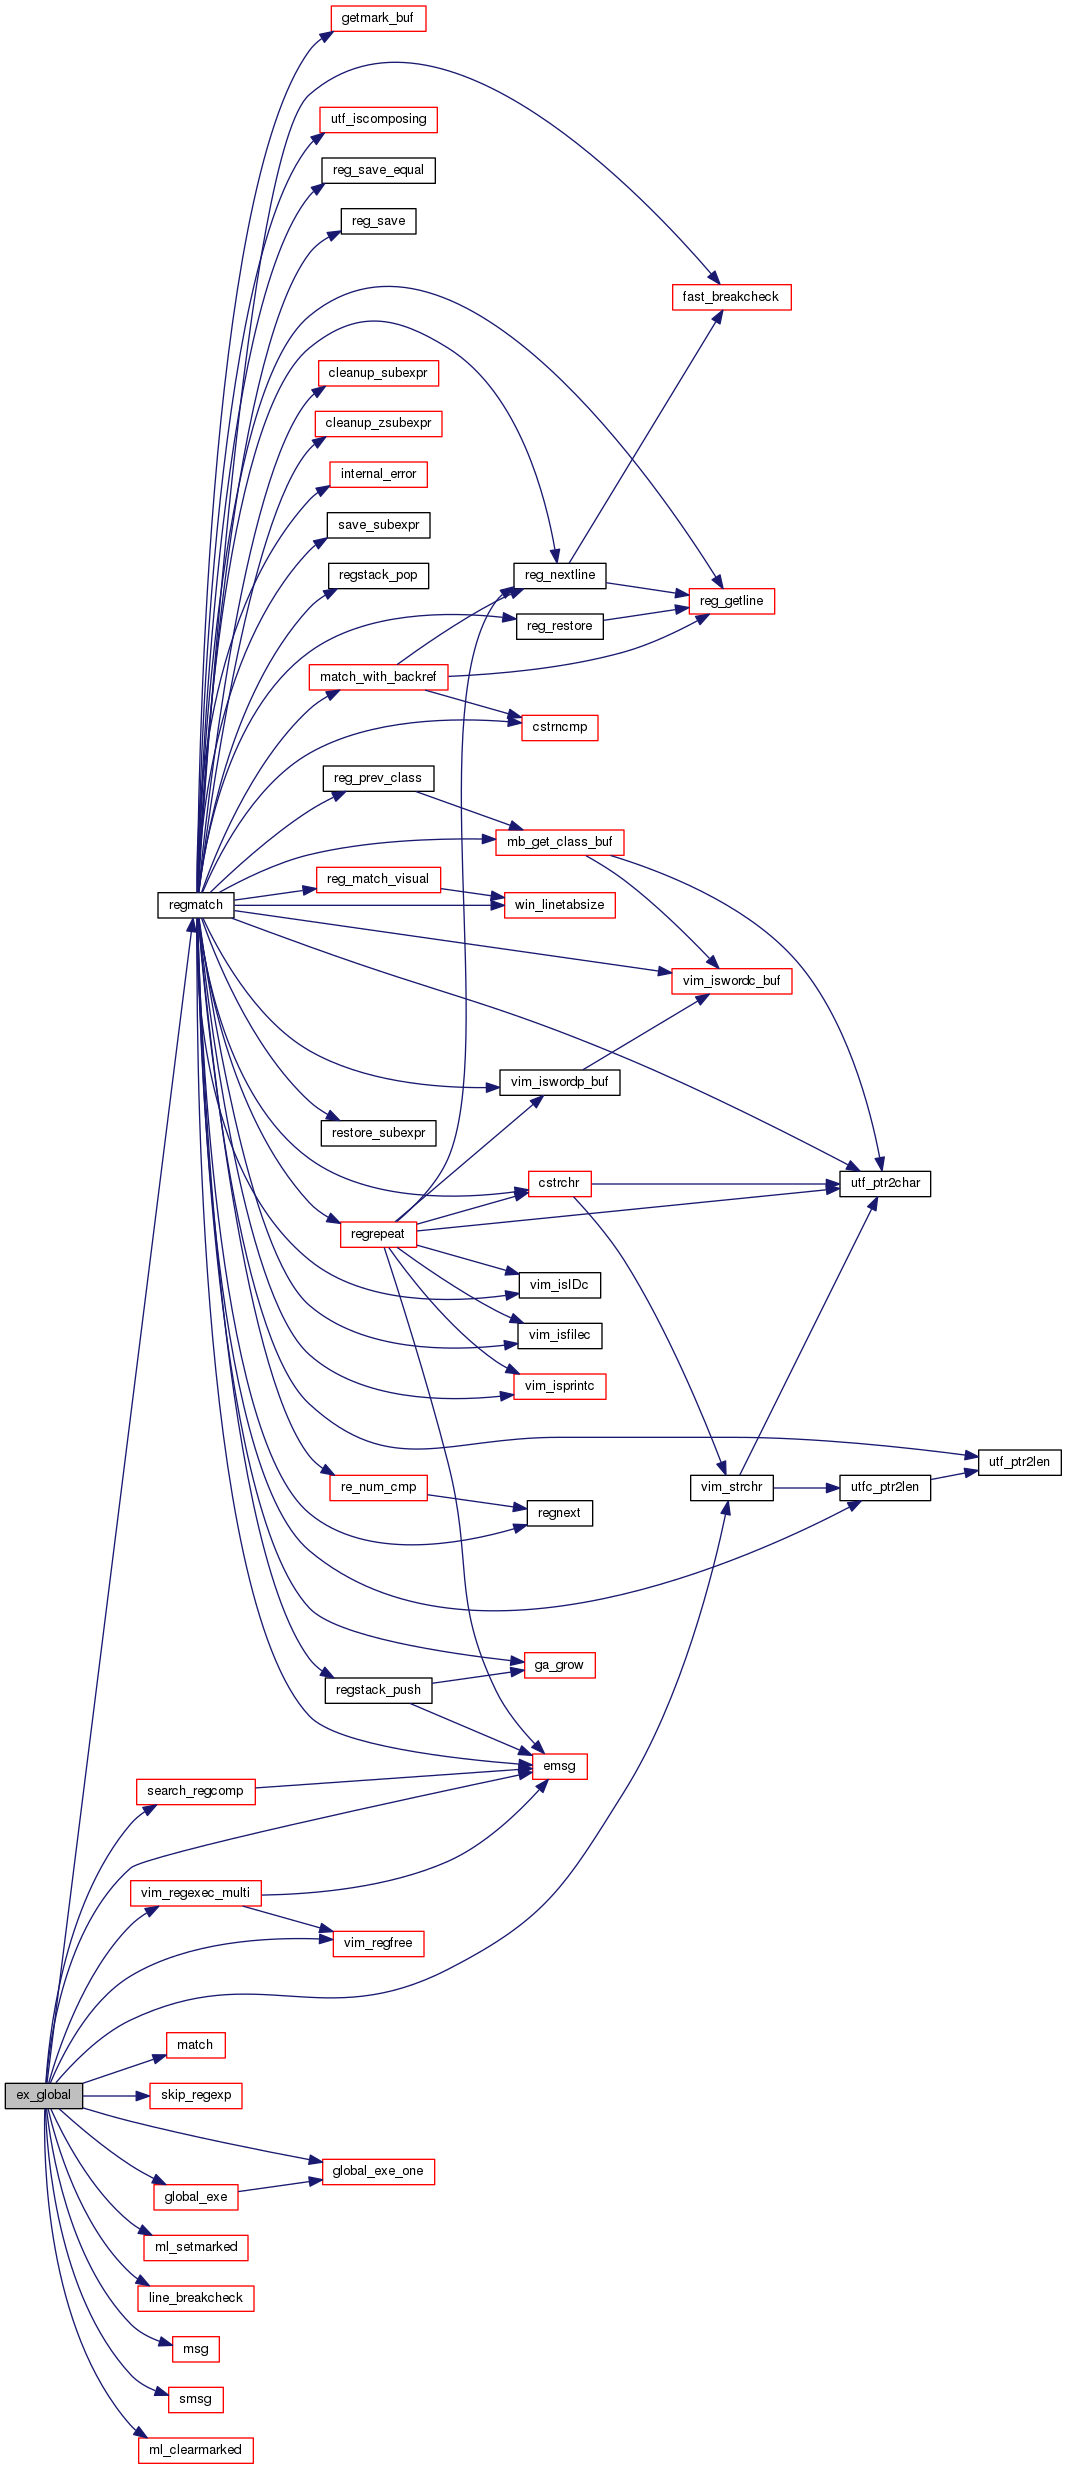 getmark_buf
utf_iscomposing
reg_save_equal
reg_save
fast_breakcheck
cleanup_subexpr
cleanup_zsubexpr
internal_error
save_subexpr
regstack_pop
reg_nextline
reg_getline
reg_restore
match_with_backref
cstrncmp
reg_prev_class
mb_get_class_buf
reg_match_visual
regmatch
win_linetabsize
vim_iswordc_buf
vim_iswordp_buf
restore_subexpr
cstrchr
utf_ptr2char
regrepeat
vim_isIDc
vim_isfilec
vim_isprintc
utf_ptr2len
re_num_cmp
vim_strchr
utfc_ptr2len
regnext
ga_grow
regstack_push
emsg
search_regcomp
vim_regexec_multi
vim_regfree
match
ex_global
skip_regexp
global_exe_one
global_exe
ml_setmarked
line_breakcheck
msg
smsg
ml_clearmarked